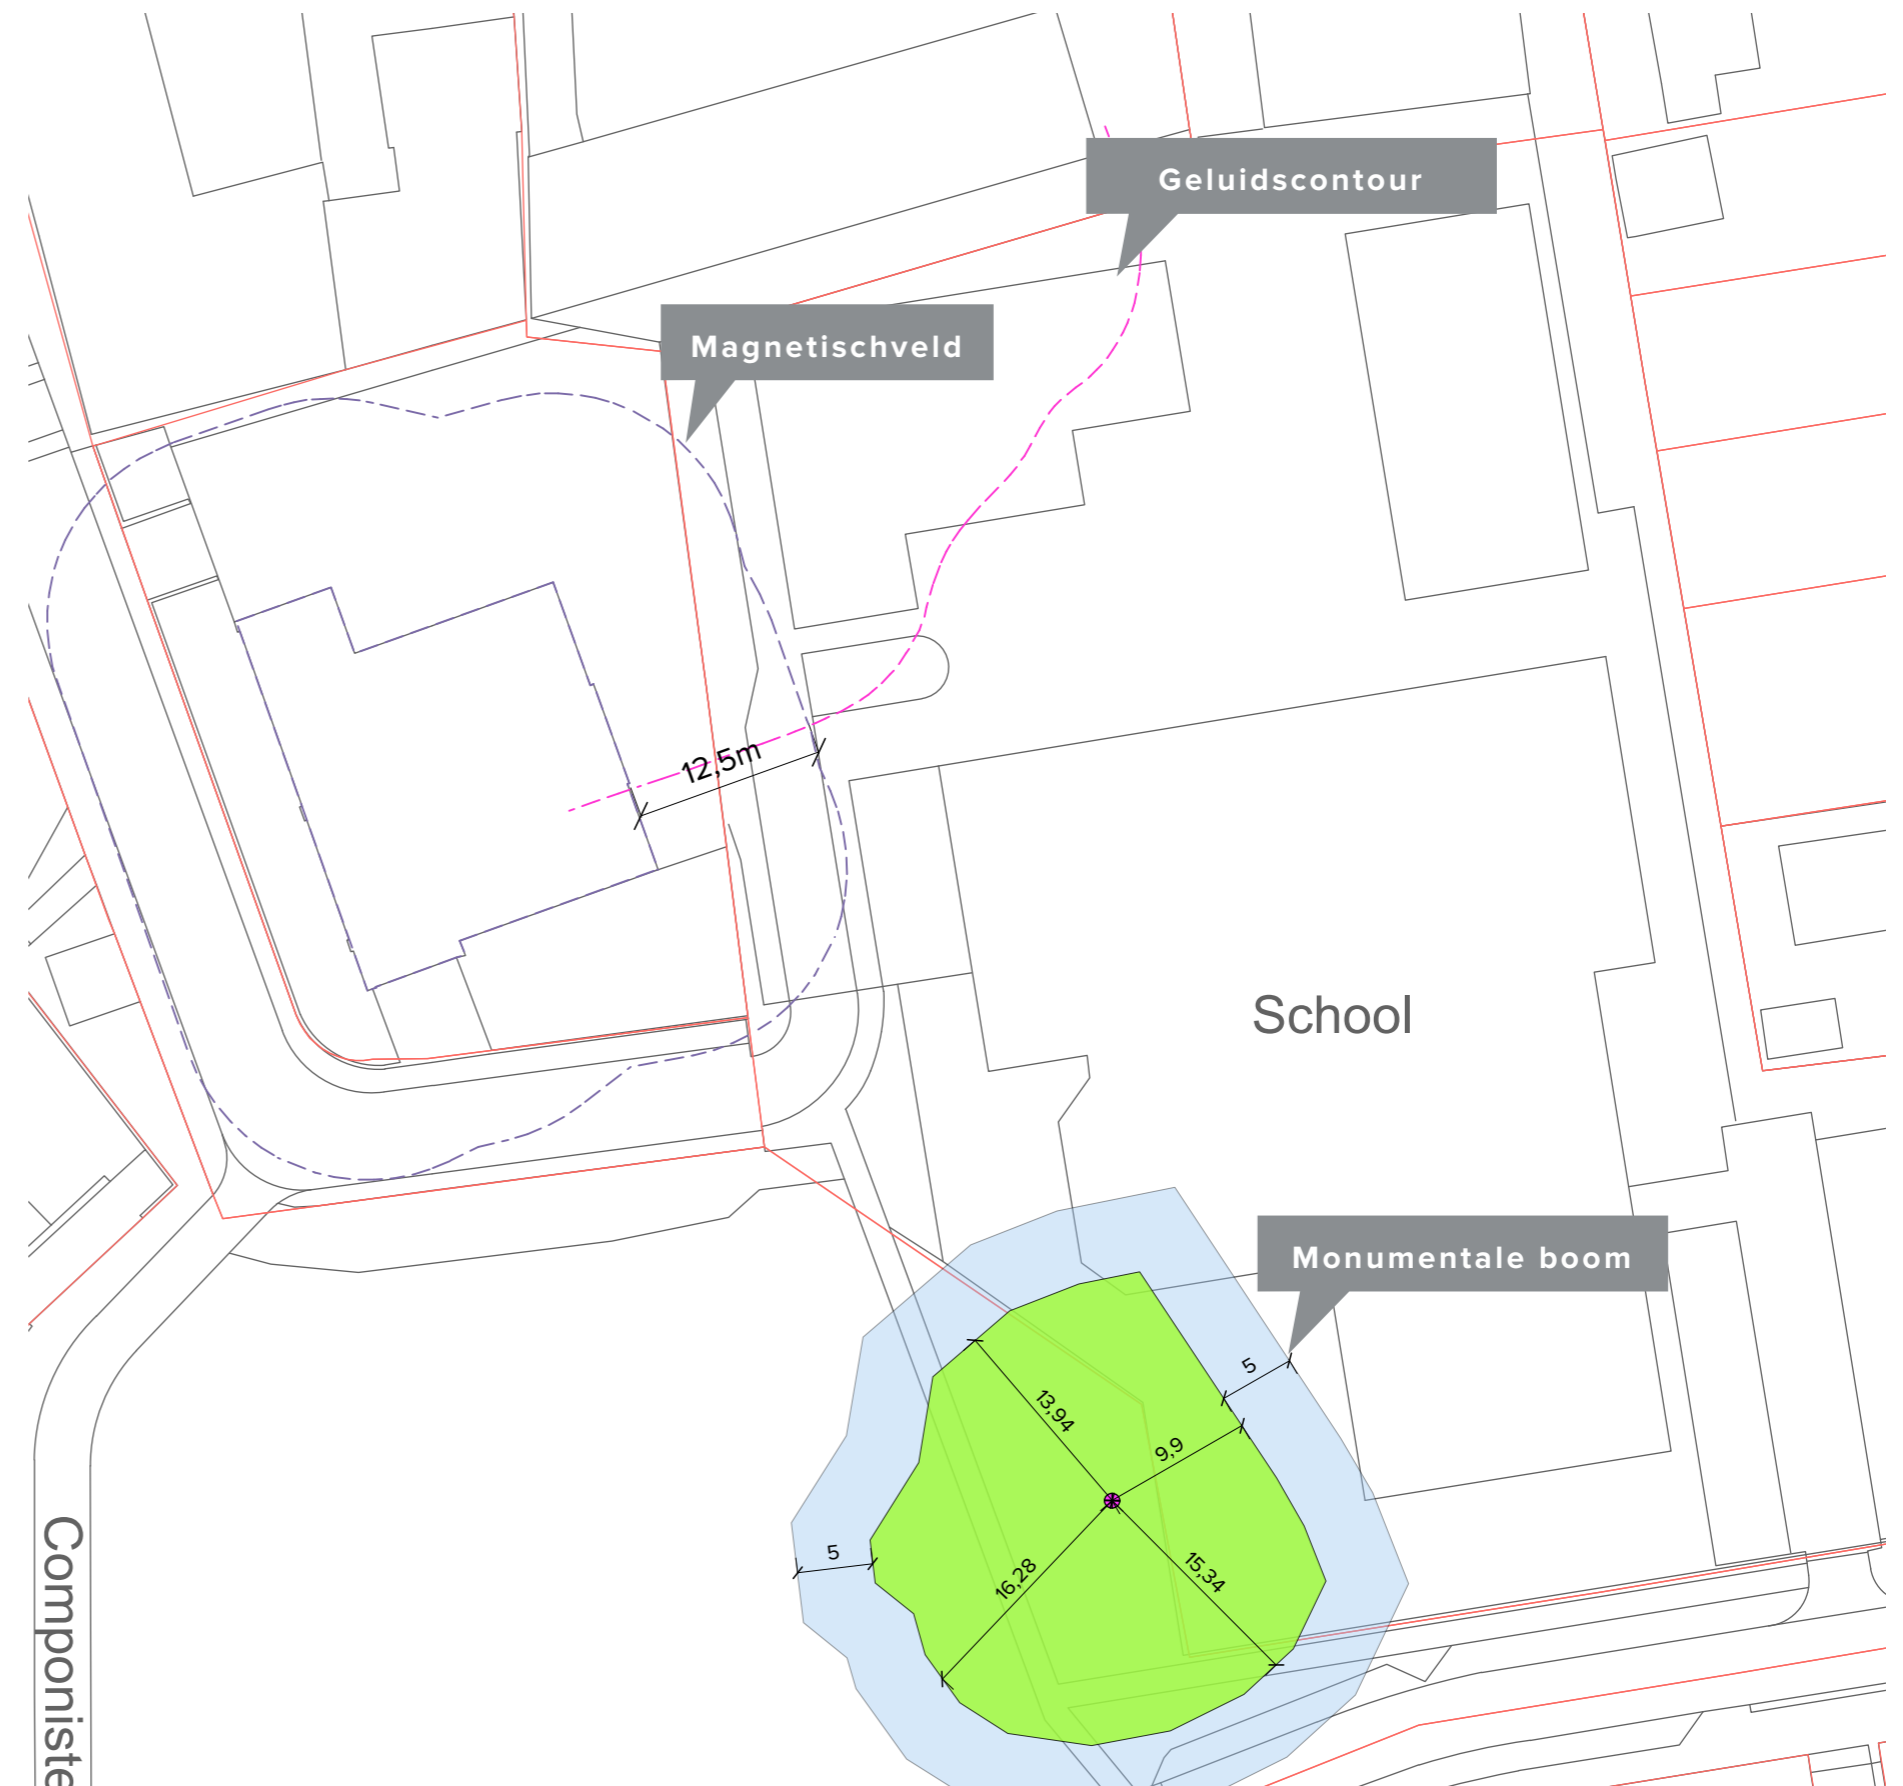 Geluidscontour
Magnetischveld
12,5m
School
Monumentale boom
5
13,94
9,9
5
16,28
15,34
Componiste